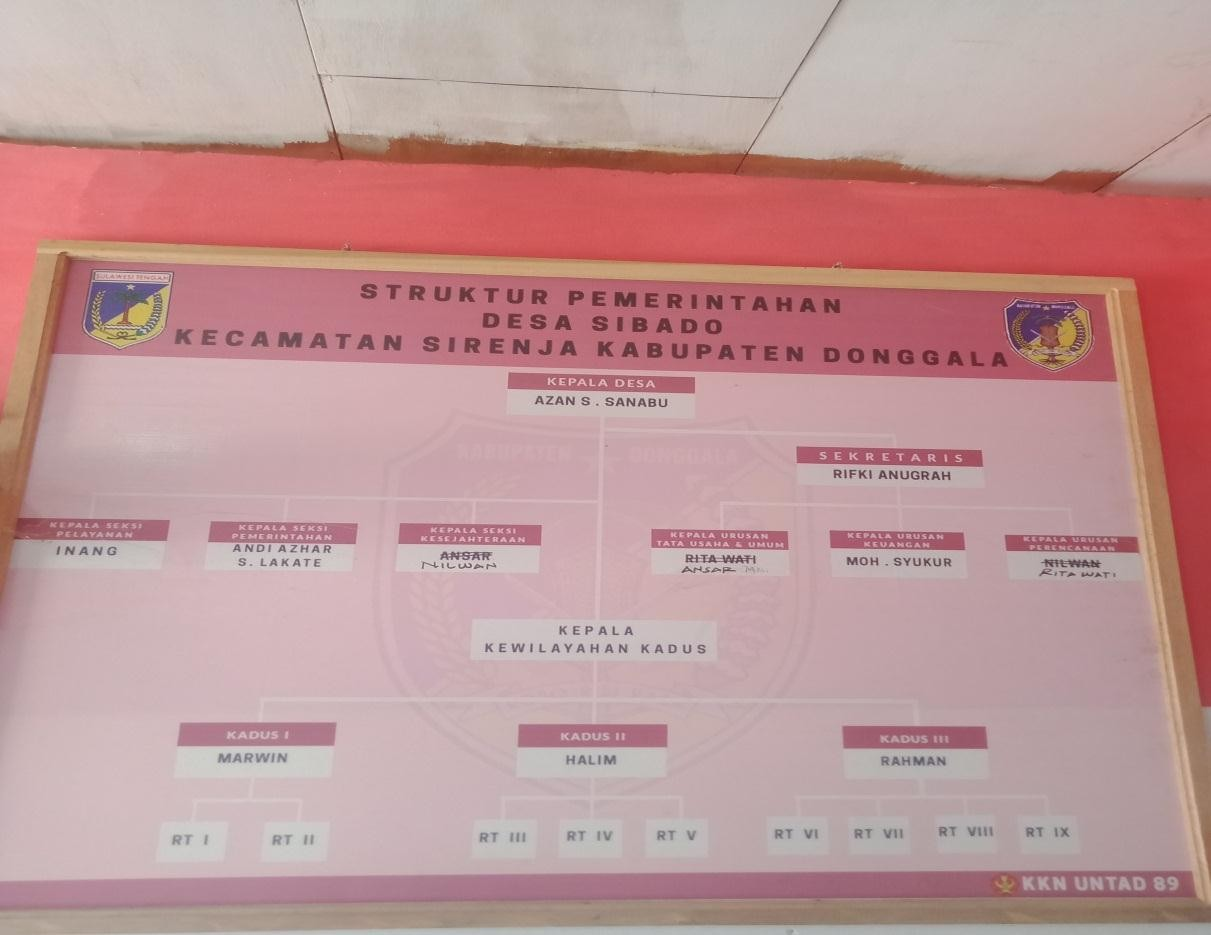 SULAWESI TENGAH
STRUKTUR PEMERINTAHAN
DESA SIBADO
KECAMATAN SIRENJA KABUPATEN DONGGALA
KEPALA DESA
AZAN S . SANABU
KABUPATEN DONGGALA
SEKRETARIS
RIFKI ANUGRAH
KEPALA SEKSI
PELAYANAN
INANG
KEPALA SEKSI
PEMERINTAHAN
ANDI AZHAR
S. LAKATE
KEPALA SEKSI
KESEJAHTERAAN
ANSAR
NILWAN
KEPALA URUSAN
TATA USAHA & UMUM
RITA WATI
ANSAR
KEPALA URUSAN
KEUANGAN
MOH . SYUKUR
KEPALA URUSAN
PERENCANAAN
NILWAN
RITA WATI
KEPALA
KEWILAYAHAN KADUS
KADUS I
MARWIN
KADUS II
HALIM
KADUS III
RAHMAN
RT I
RT II
RT III
RT IV
RT V
RT VI
RT VII
RT VIII
RT IX
KKN UNTAD 89